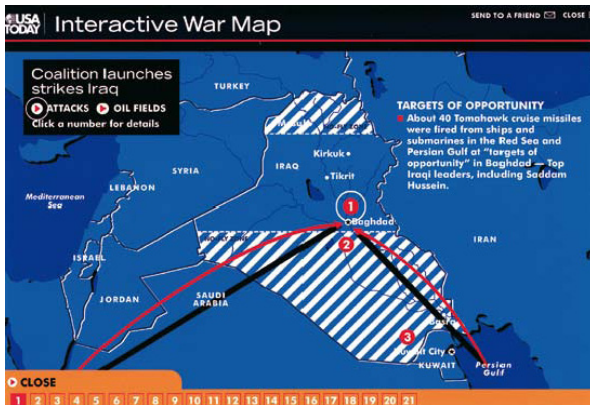 USA
TODAY
Interactive War Map
SEND TO A FRIEND
CLOSE
Coalition launches
strikes Iraq
ATTACKS
OIL FIELDS
Click a number for details
TARGETS OF OPPORTUNITY
About 40 Tomahawk cruise missiles
were fired from ships and
submarines in the Red Sea and
Persian Gulf at "targets of
opportunity" in Baghdad — Top
Iraqi leaders, including Saddam
Hussein.
TURKEY
Kirkuk
IRAQ
SYRIA
Tikrit
LEBANON
Mediterranean
Sea
1
Baghdad
IRAN
2
ISRAEL
JORDAN
SAUDI
ARABIA
3
City
KUWAIT
Persian
Gulf
CLOSE
1 2 3 4 5 6 7 8 9 10 11 12 13 14 15 16 17 18 19 20 21